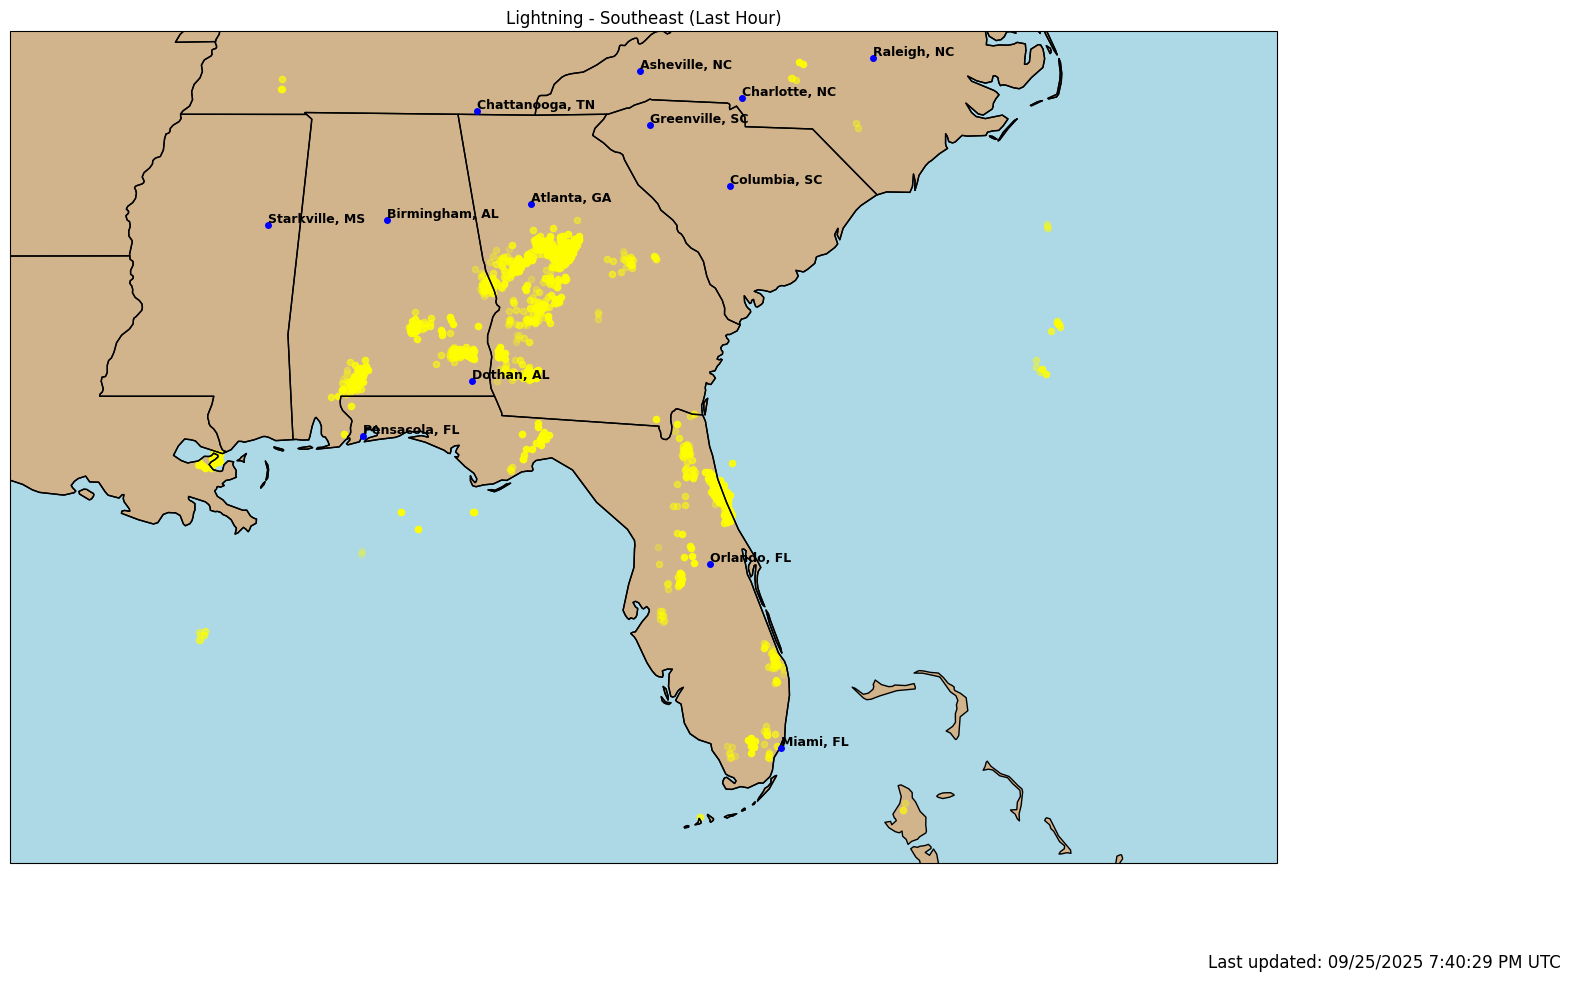 Lightning - Southeast (Last Hour)
Raleigh, NC
Asheville, NC
Charlotte, NC
Chattanooga, TN
Greenville, SC
Columbia, SC
Atlanta, GA
Birmingham, AL
Starkville, MS
Dothan, AL
Pensacola, FL
Orlando, FL
Miami, FL
Last updated: 09/25/2025 7:40:29 PM UTC